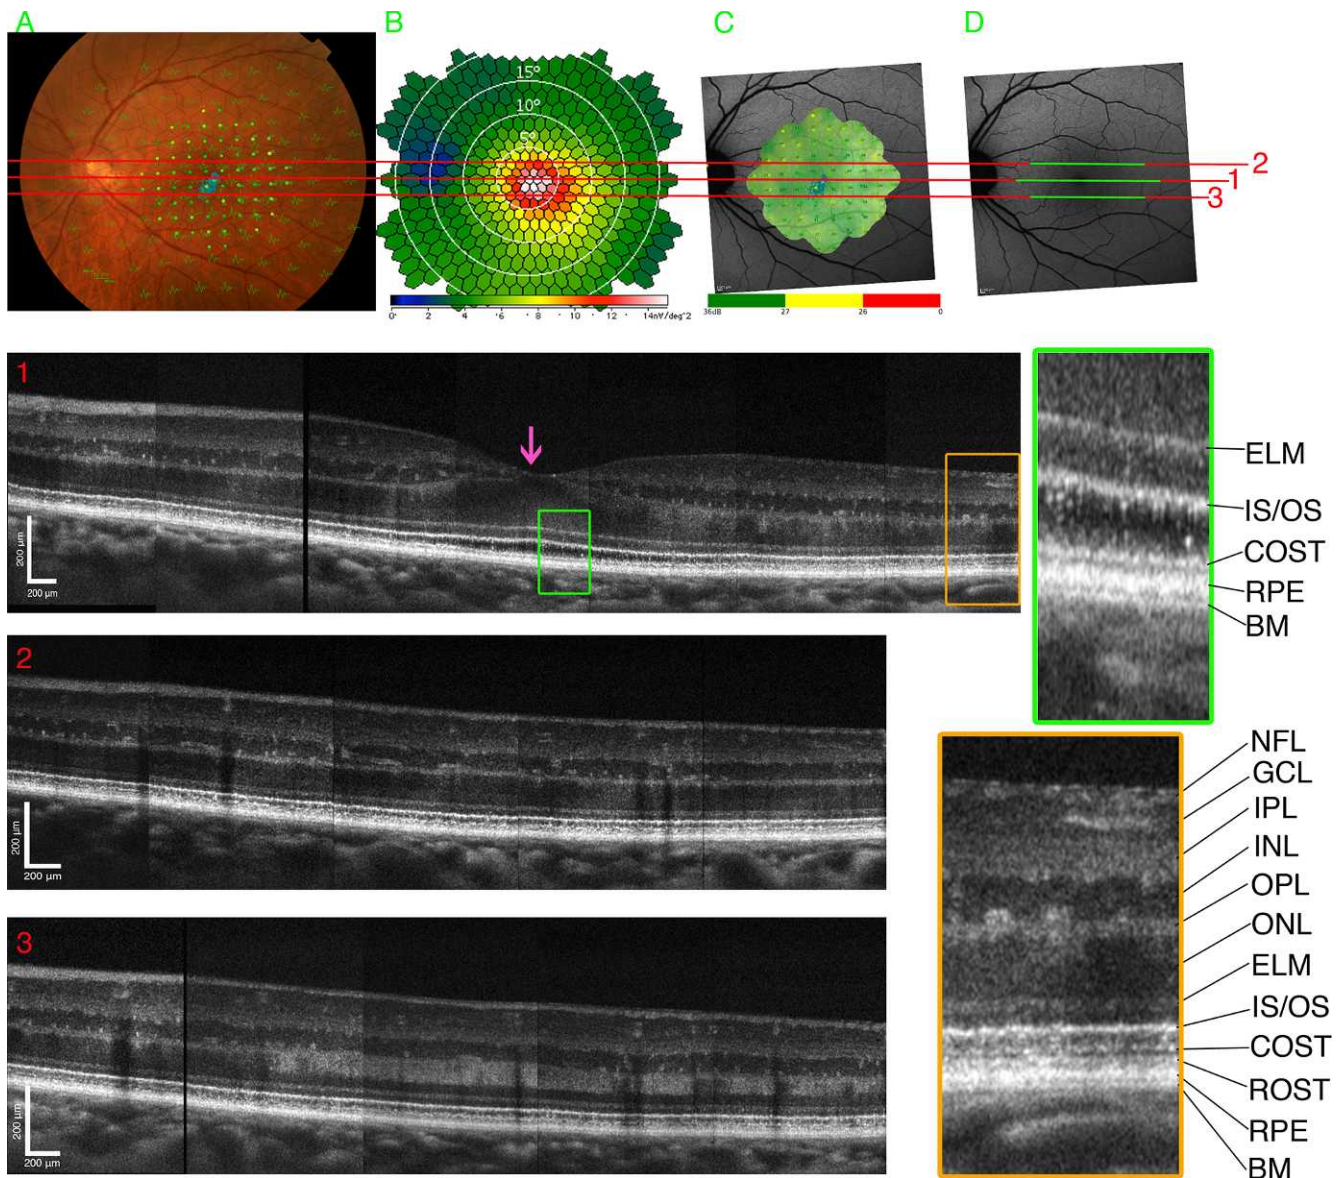 A
B
C
D
15°
10°
5°
2
1
3
0
2
4
6
8
10
12
14nV/deg^2
36dB
27
26
0
1
200 µm
200 µm
ELM
IS/OS
COST
RPE
BM
2
200 µm
200 µm
NFL
GCL
IPL
INL
OPL
ONL
ELM
IS/OS
COST
ROST
RPE
BM
3
200 µm
200 µm